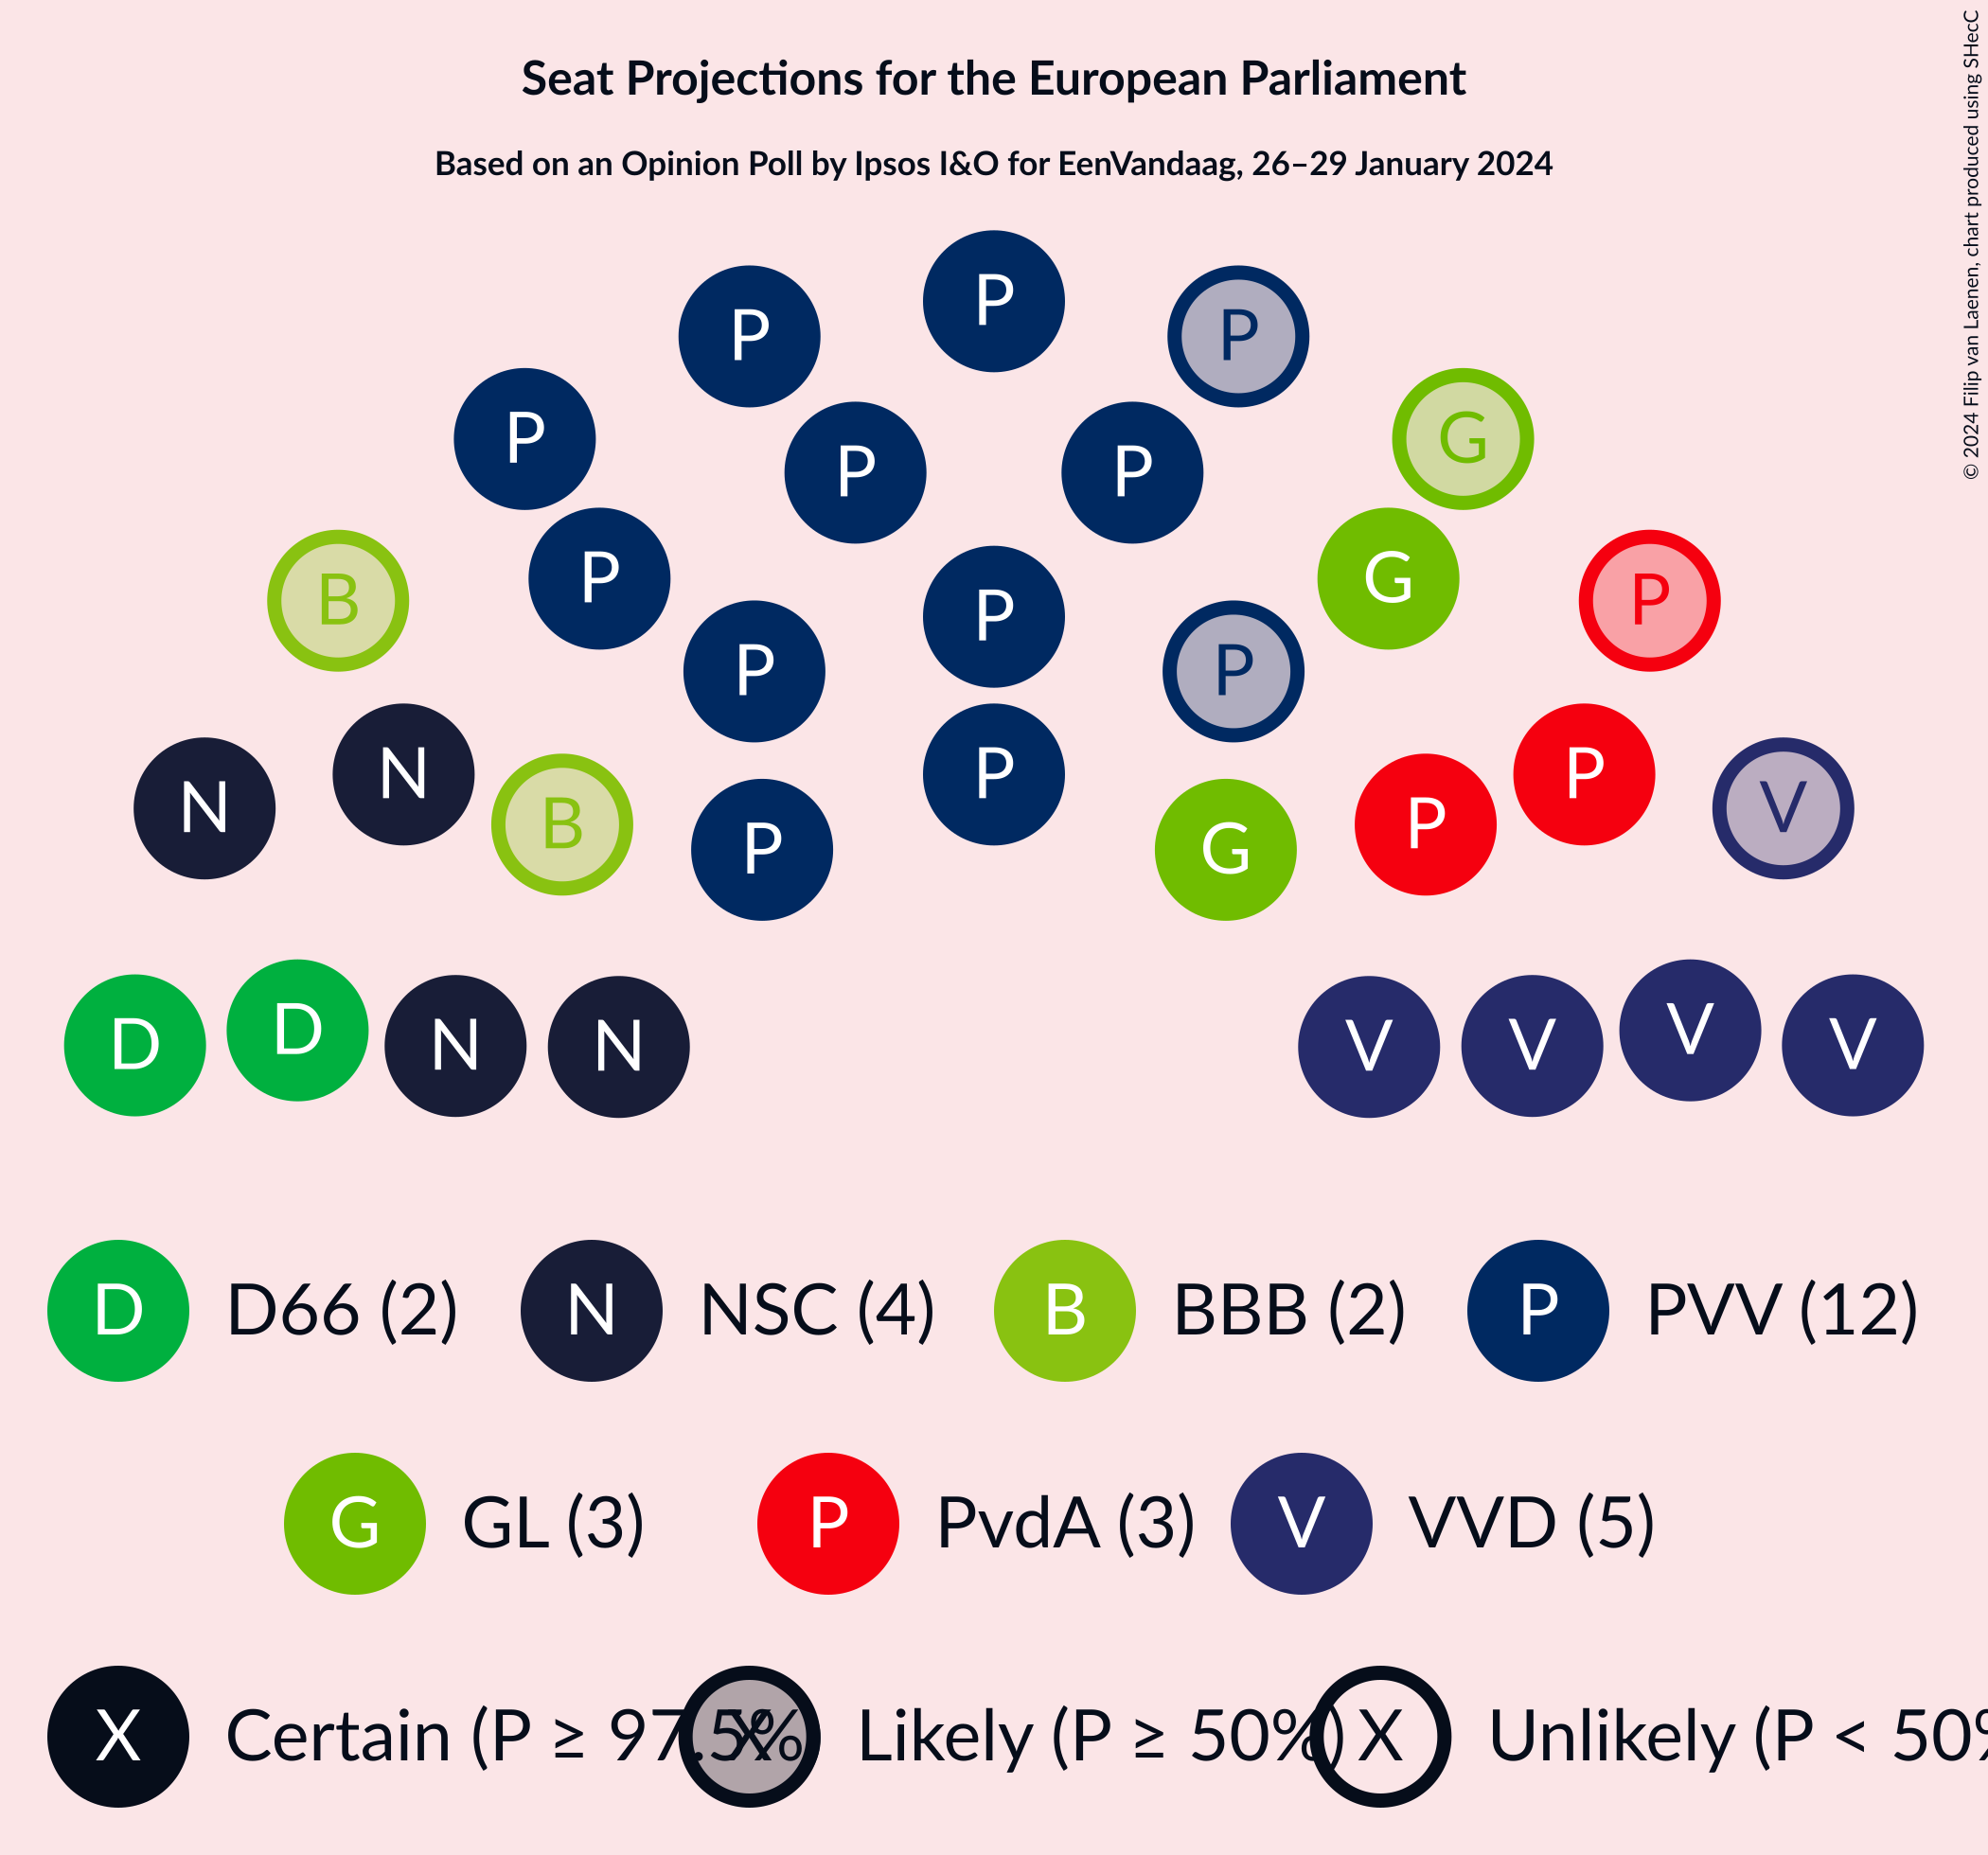 Seat Projections for the European Parliament
Based on an Opinion Poll by Ipsos I&O for EenVandaag, 26–29 January 2024
© 2024 Filip van Laenen, chart produced using SHecC
P
P P
P G
P P
P G
B P P
P P
N N P P P V
B P
P G
D D N N V V V V
D D66 (2) N NSC (4) B BBB (2) P PVV (12)
G GL (3) P PvdA (3) V VVD (5)
X Certain (P ≥ 97.5% X Likely (P ≥ 50%) X Unlikely (P < 50%